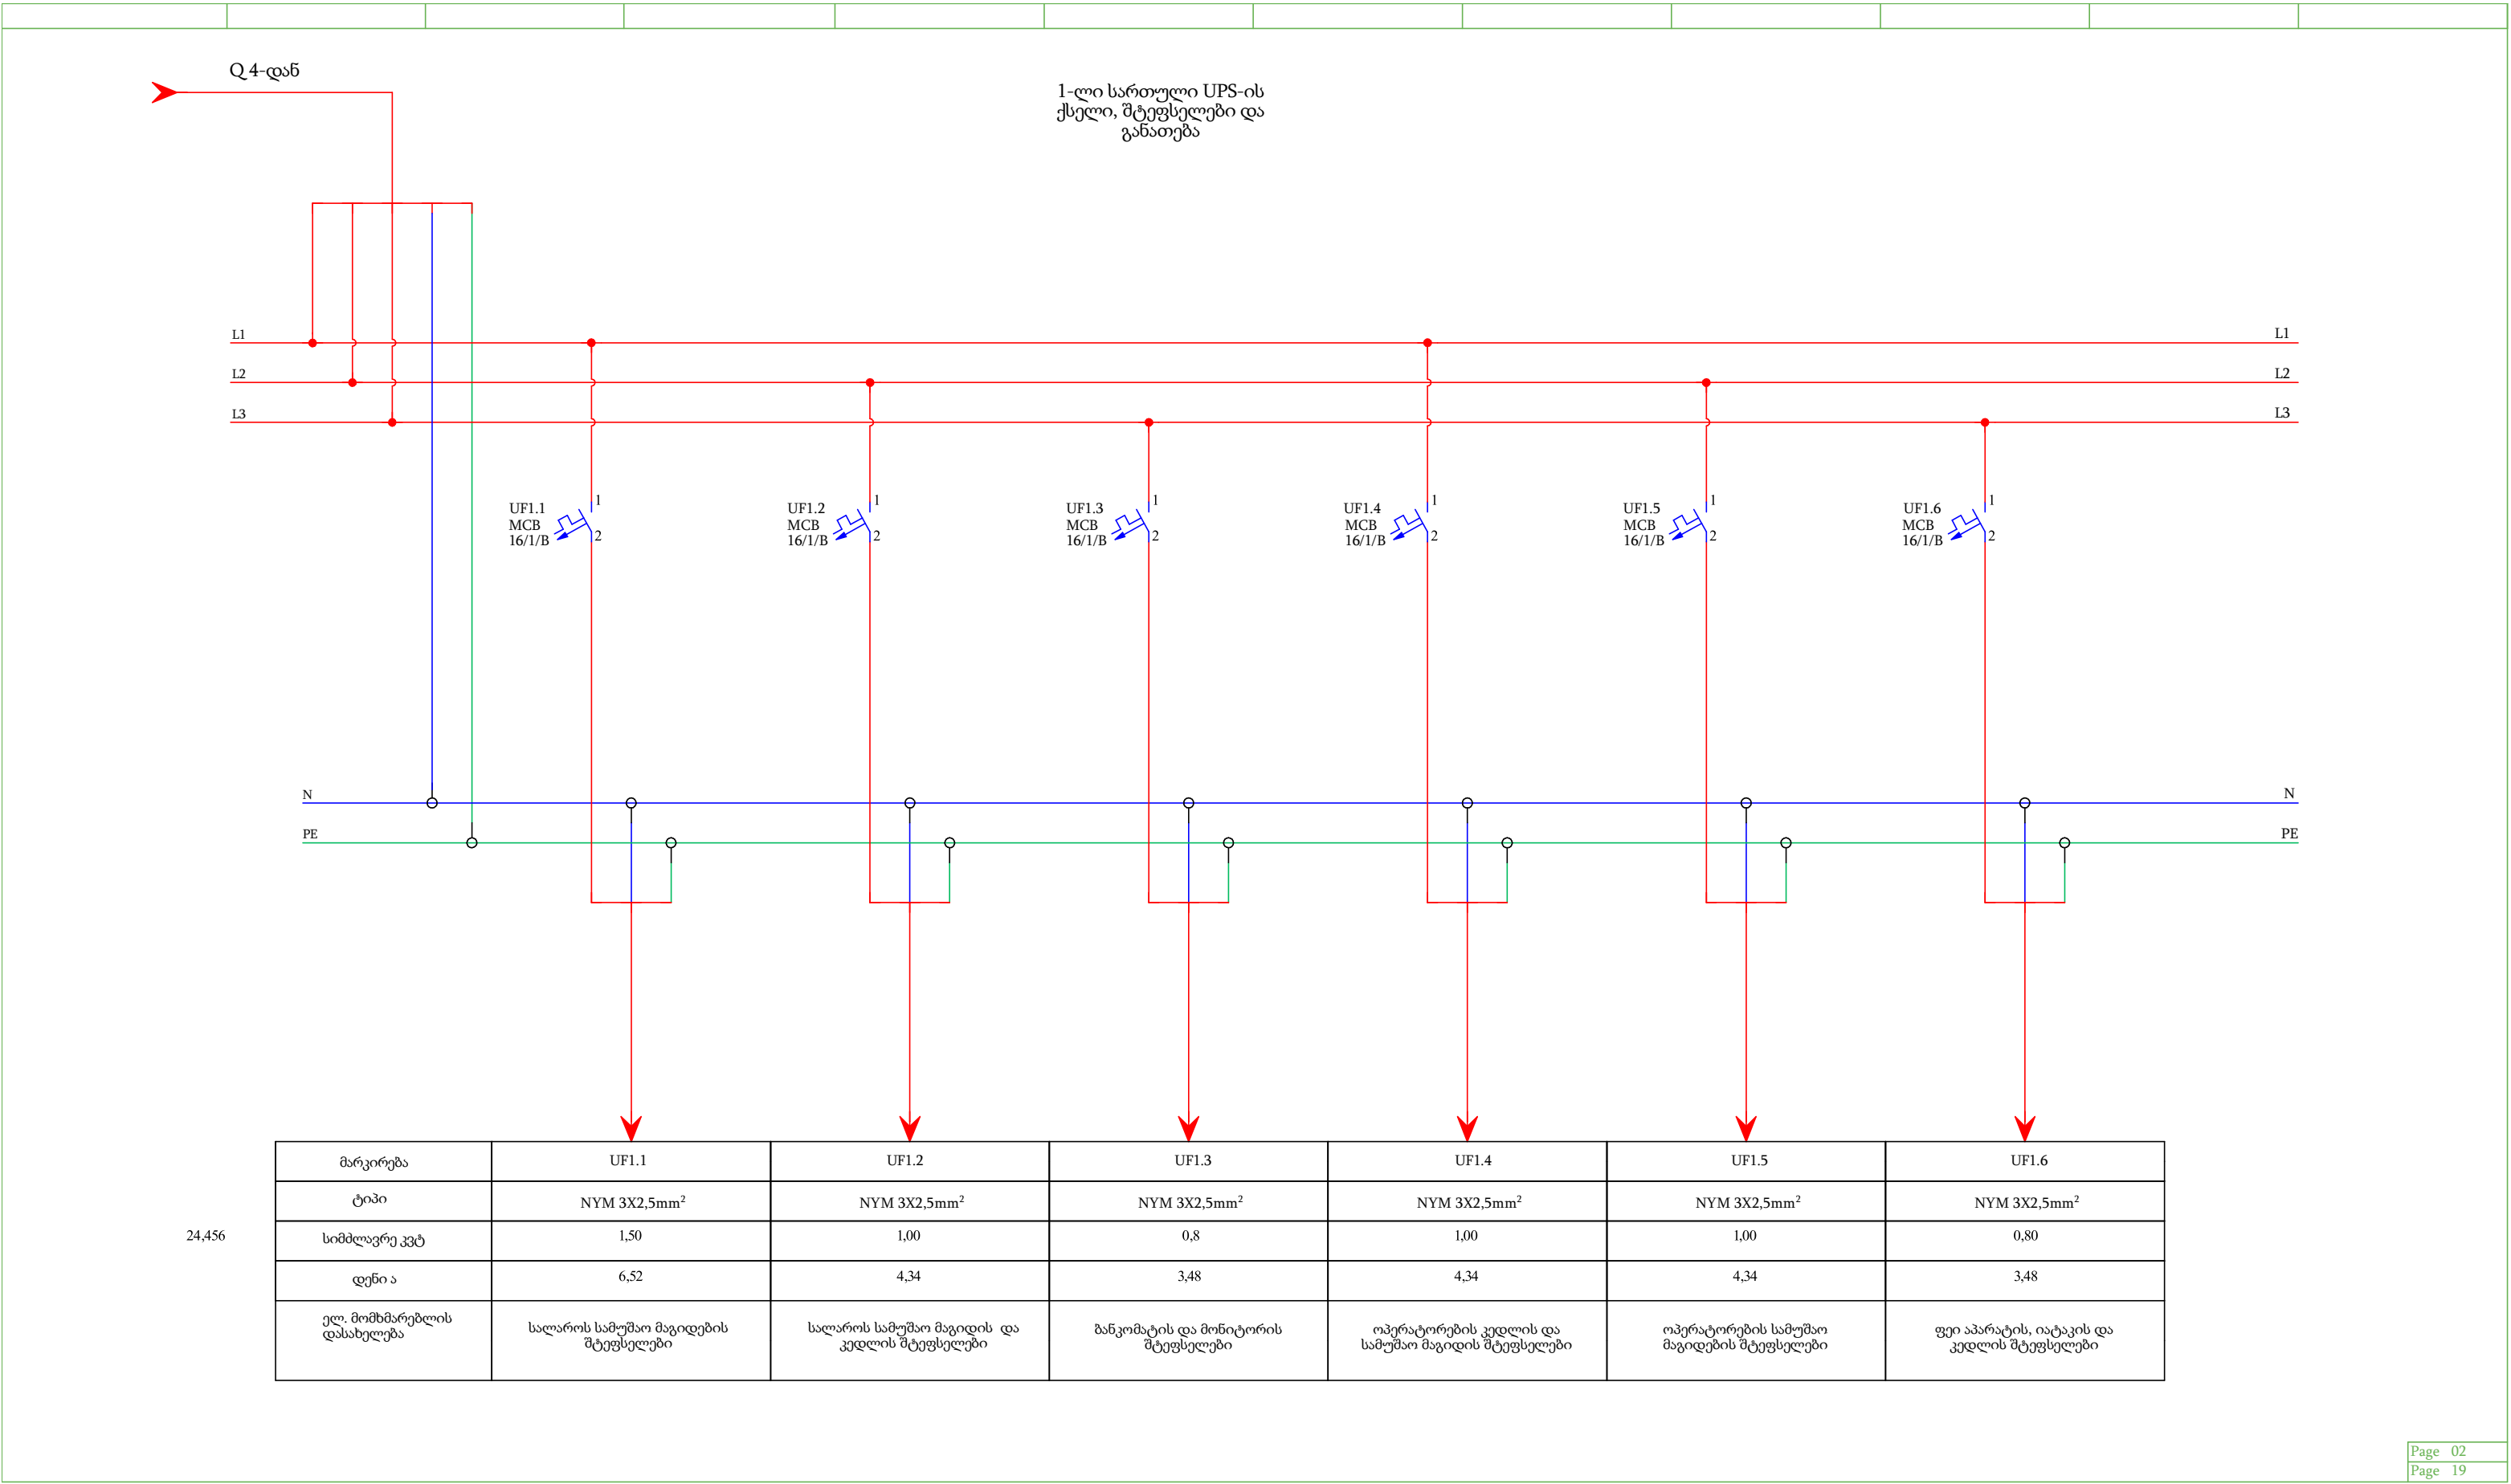 Q 4-დან
1-ლი სართული UPS-ის
ქსელი, შტეფსელები და
განათება
L1 L1
L2 L2
L3 L3
UF1.1 MCB 16/1/B 1 2
UF1.2 MCB 16/1/B 1 2
UF1.3 MCB 16/1/B 1 2
UF1.4 MCB 16/1/B 1 2
UF1.5 MCB 16/1/B 1 2
UF1.6 MCB 16/1/B 1 2
N N
PE PE
მარკირება UF1.1 UF1.2 UF1.3 UF1.4 UF1.5 UF1.6
ტიპი NYM 3X2,5mm² NYM 3X2,5mm² NYM 3X2,5mm² NYM 3X2,5mm² NYM 3X2,5mm² NYM 3X2,5mm²
24,456 სიმძლავრე კვტ 1,50 1,00 0,8 1,00 1,00 0,80
დენი ა 6,52 4,34 3,48 4,34 4,34 3,48
ელ. მომხმარებლის
დასახელება
სალაროს სამუშაო მაგიდების
შტეფსელები
სალაროს სამუშაო მაგიდის და
კედლის შტეფსელები
ბანკომატის და მონიტორის
შტეფსელები
ოპერატორების კედლის და
სამუშაო მაგიდის შტეფსელები
ოპერატორების სამუშაო
მაგიდების შტეფსელები
ფეი აპარატის, იატაკის და
კედლის შტეფსელები
Page 02
Page 19